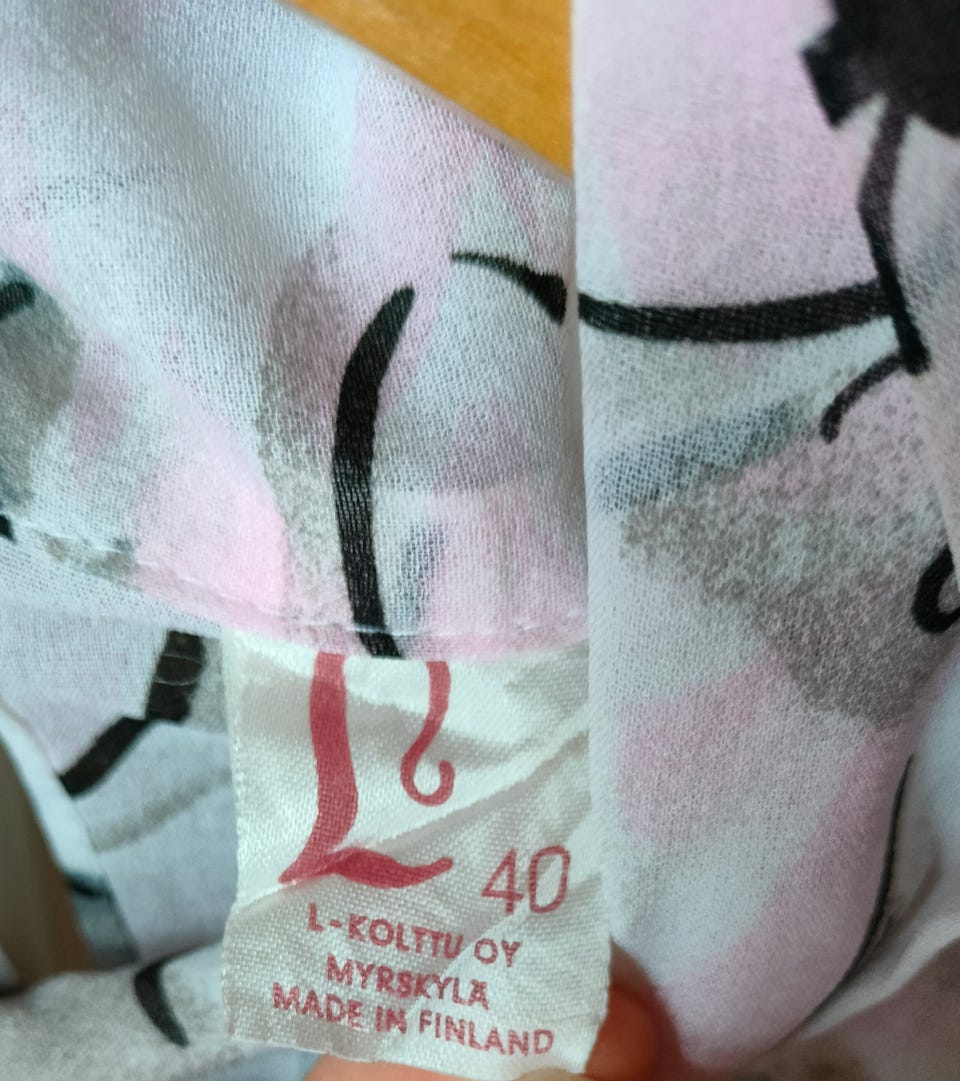 L
40
L-KOLTTU OY
MYRSKYLÄ
MADE IN FINLAND